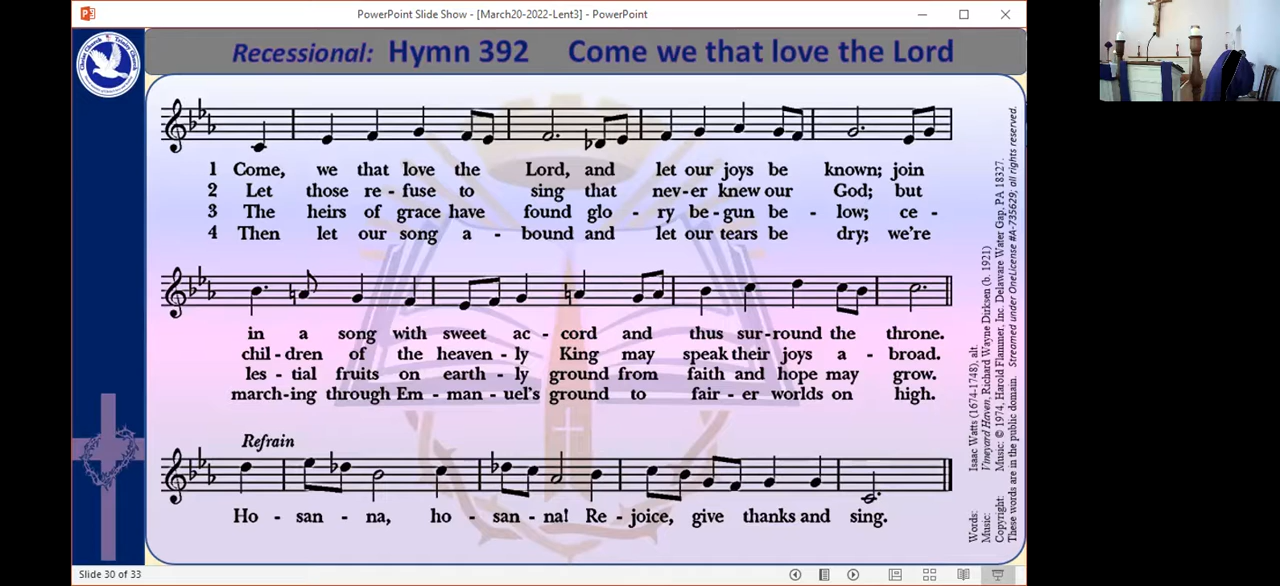 PowerPoint Slide Show - [March20-2022-Lent3] - PowerPoint
Recessional: Hymn 392 Come we that love the Lord
1 Come, we that love the Lord, and let our joys be known; join
2 Let those re - fuse to sing that nev-er knew our God; but
3 The heirs of grace have found glo - ry be - gun be - low; ce -
4 Then let our song a - bound and let our tears be dry; we're
in a song with sweet ac - cord and thus sur-round the throne.
chil - dren of the heaven - ly King may speak their joys a - broad.
les - tial fruits on earth - ly ground from faith and hope may grow.
march-ing through Em - man - uel's ground to fair - er worlds on high.
Refrain
Ho - san - na, ho - san - na! Re - joice, give thanks and sing.
Words: Isaac Watts (1674-1748), alt.
Music: Vineyard Haven, Richard Wayne Dirksen (b. 1921)
Copyright: Music: © 1974, Harold Flammer, Inc. Delaware Water Gap, PA 18327.
These words are in the public domain. Streamed under OneLicense #A-735629; all rights reserved.
Christ Church Trinity Church
Slide 30 of 33